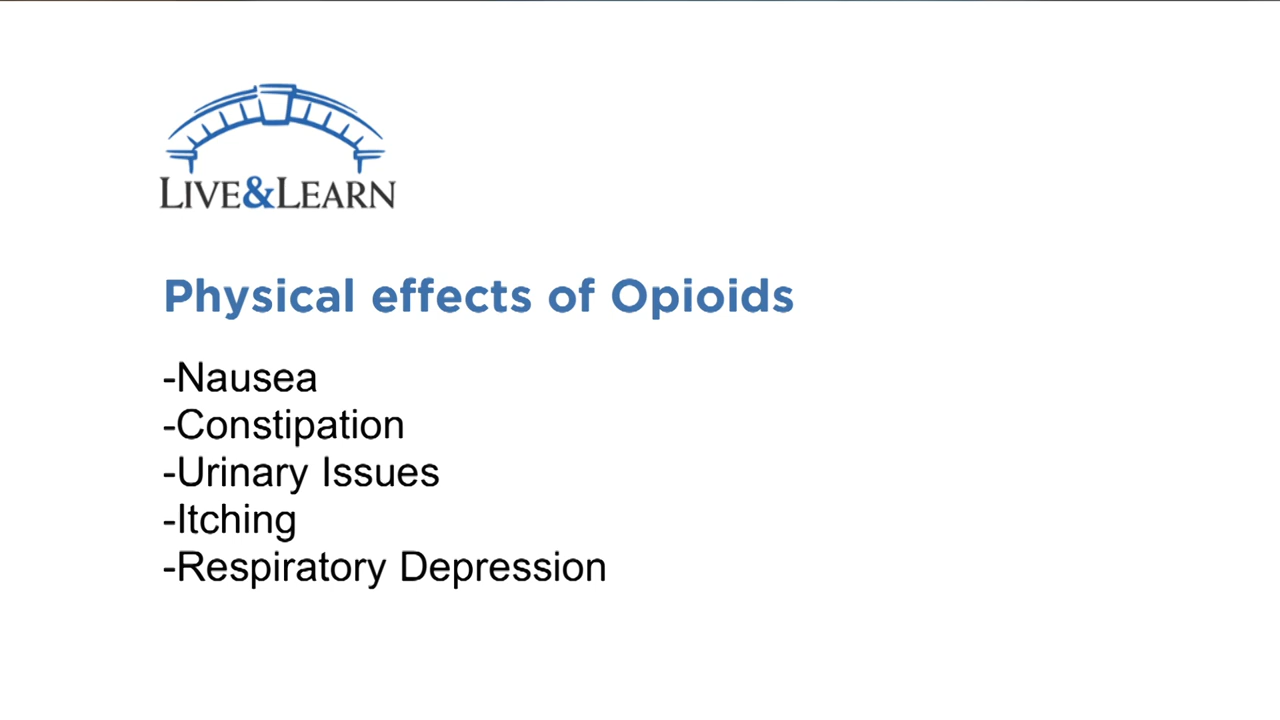 LIVE&LEARN
Physical effects of Opioids
-Nausea
-Constipation
-Urinary Issues
-Itching
-Respiratory Depression